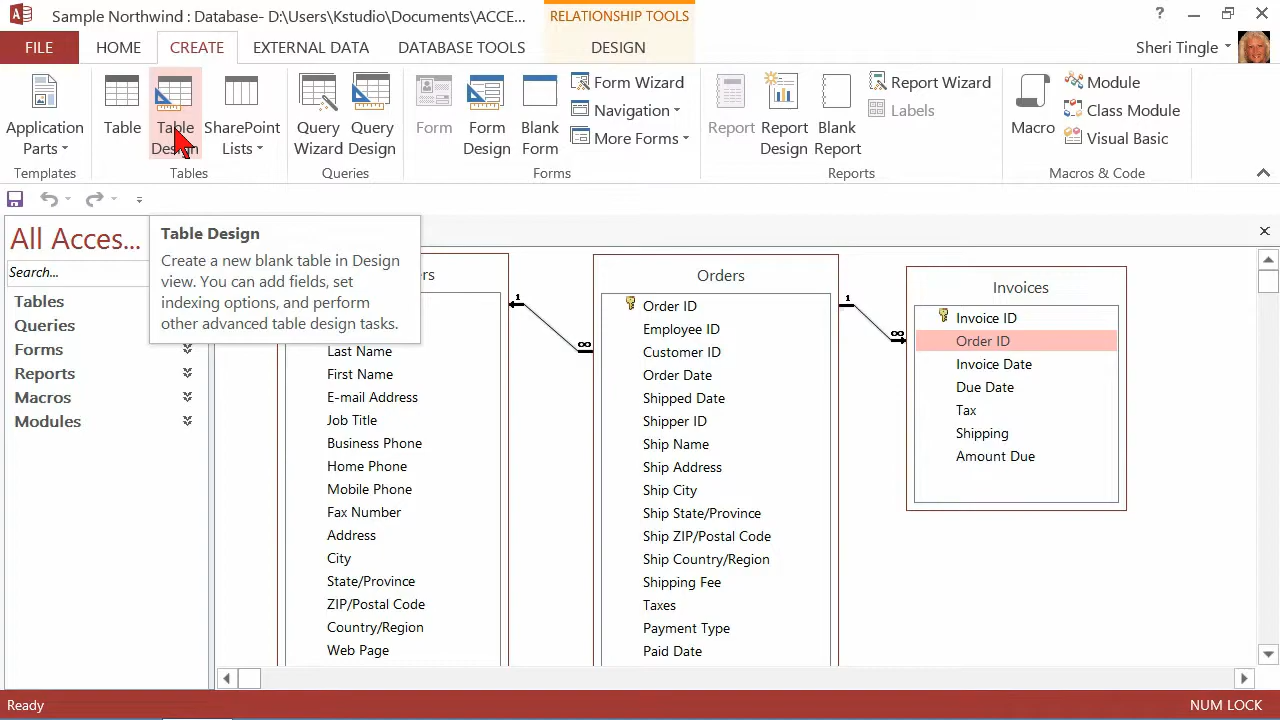 Sample Northwind : Database- D:\Users\Kstudio\Documents\ACCE...
RELATIONSHIP TOOLS
?
FILE
HOME
CREATE
EXTERNAL DATA
DATABASE TOOLS
DESIGN
Sheri Tingle
Application
Parts
Table
Table
Design
SharePoint
Lists
Query
Wizard
Query
Design
Form
Form
Design
Blank
Form
Form Wizard
Navigation
More Forms
Report
Report
Design
Blank
Report
Report Wizard
Labels
Macro
Module
Class Module
Visual Basic
Templates
Tables
Queries
Forms
Reports
Macros & Code
All Acces...
Search...
Tables
Queries
Forms
Reports
Macros
Modules
Table Design
Create a new blank table in Design
view. You can add fields, set
indexing options, and perform
other advanced table design tasks.
rs
Last Name
First Name
E-mail Address
Job Title
Business Phone
Home Phone
Mobile Phone
Fax Number
Address
City
State/Province
ZIP/Postal Code
Country/Region
Web Page
1
∞
Orders
Order ID
Employee ID
Customer ID
Order Date
Shipped Date
Shipper ID
Ship Name
Ship Address
Ship City
Ship State/Province
Ship ZIP/Postal Code
Ship Country/Region
Shipping Fee
Taxes
Payment Type
Paid Date
1
∞
Invoices
Invoice ID
Order ID
Invoice Date
Due Date
Tax
Shipping
Amount Due
Ready
NUM LOCK